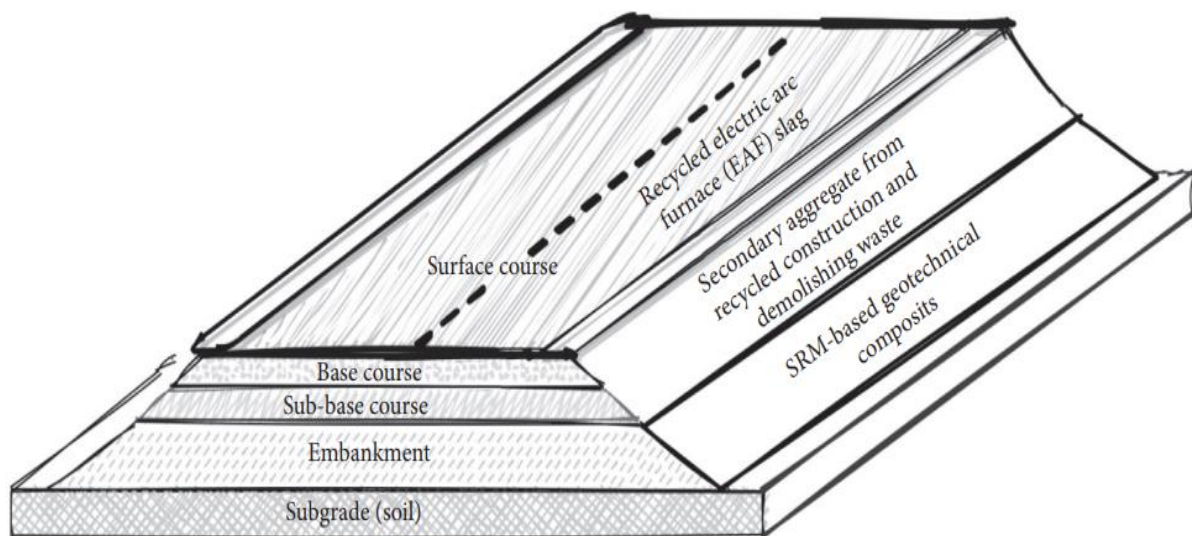 Recycled electric arc
furnace (EAF) slag
Surface course
Secondary aggregate from
recycled construction and
demolishing waste
SRM-based geotechnical
composits
Base course
Sub-base course
Embankment
Subgrade (soil)